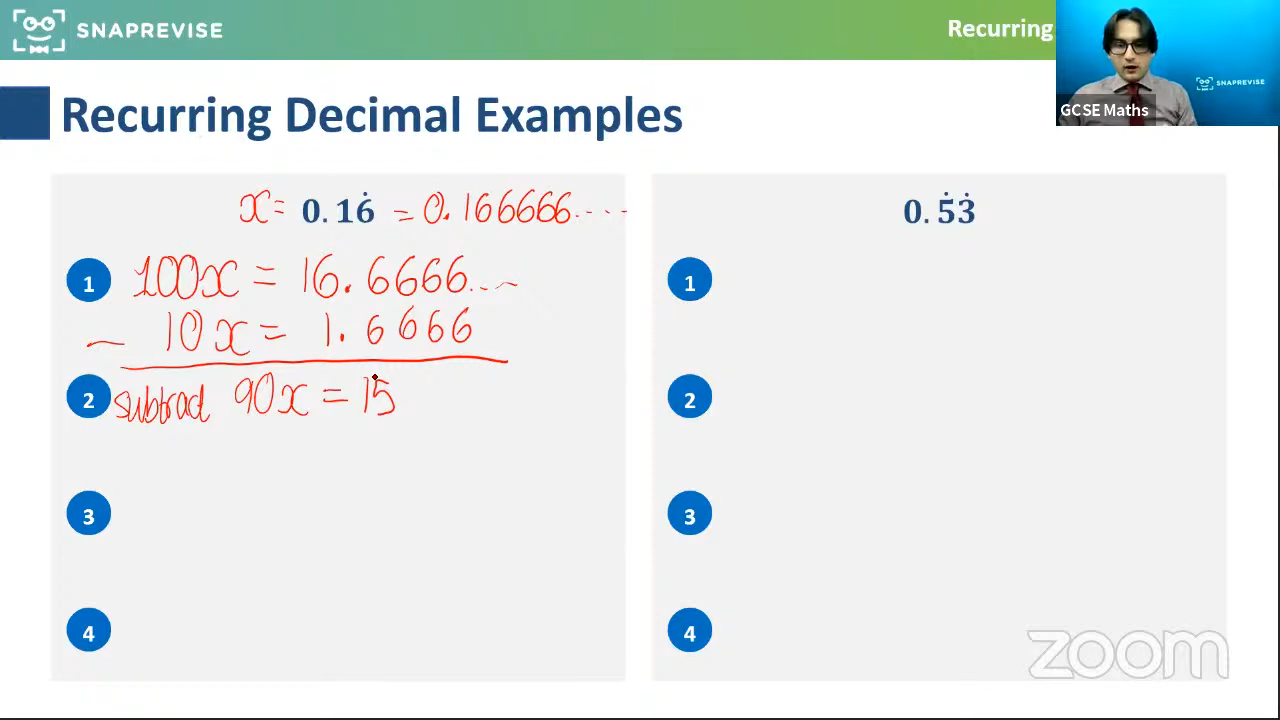 SNAPREVISE
Recurring
SNAPREVISE
GCSE Maths
Recurring Decimal Examples
x = 0.16̇ = 0.166666....
1 100x = 16.6666....
- 10x = 1.6666
2 subtract 90x = 15
3
4
0.5̇3̇
1
2
3
4
zoom